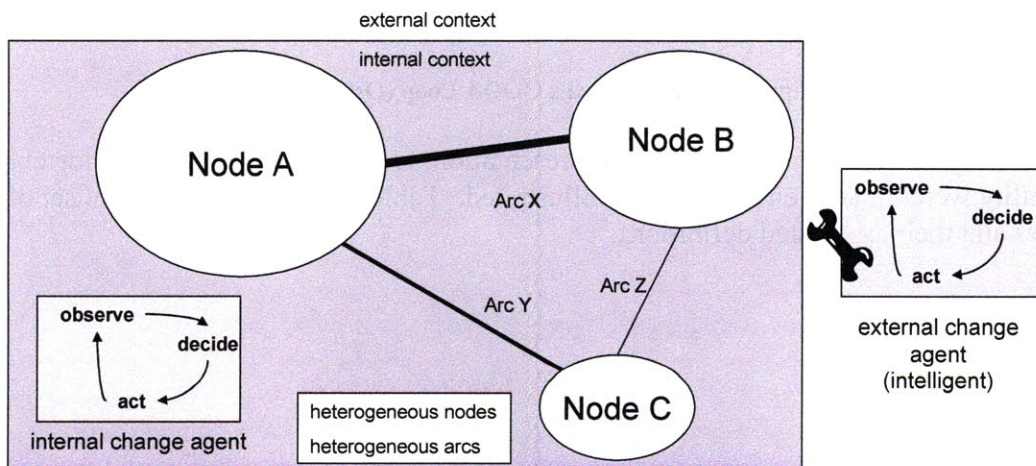 external context
internal context
Node A
Node B
Arc X
Arc Y
Arc Z
Node C
observe
decide
act
internal change agent
heterogeneous nodes
heterogeneous arcs
observe
decide
act
external change
agent
(intelligent)